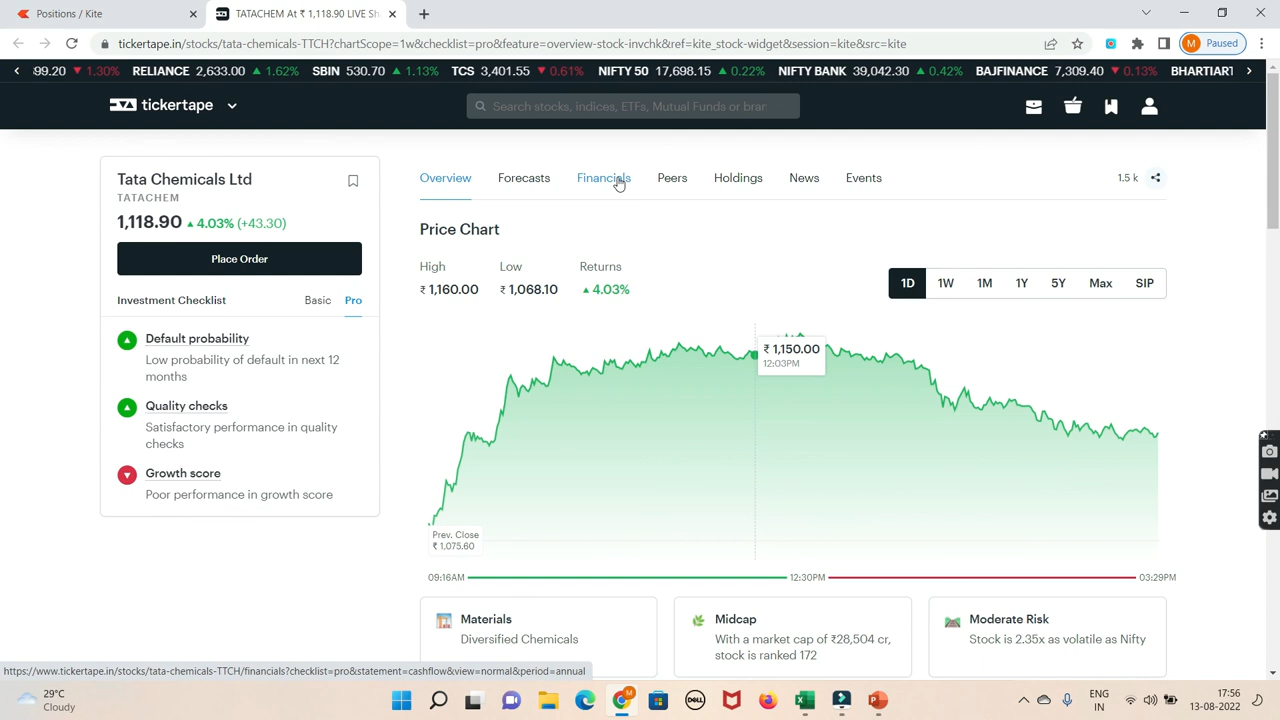 Positions / Kite
TATACHEM At ₹ 1,118.90 LIVE Sh
tickertape.in/stocks/tata-chemicals-TTCH?chartScope=1w&checklist=pro&feature=overview-stock-invchk&ref=kite_stock-widget&session=kite&src=kite
M Paused
399.20 ▼ 1.30% RELIANCE 2,633.00 ▲ 1.62% SBIN 530.70 ▲ 1.13% TCS 3,401.55 ▼ 0.61% NIFTY 50 17,698.15 ▲ 0.22% NIFTY BANK 39,042.30 ▲ 0.42% BAJFINANCE 7,309.40 ▼ 0.13% BHARTIART
tickertape
Search stocks, indices, ETFs, Mutual Funds or bran
Tata Chemicals Ltd
TATACHEM
1,118.90 ▲ 4.03% (+43.30)
Place Order
Investment Checklist Basic Pro
Default probability
Low probability of default in next 12
months
Quality checks
Satisfactory performance in quality
checks
Growth score
Poor performance in growth score
Overview Forecasts Financials Peers Holdings News Events
1.5 k
Price Chart
High Low Returns
₹ 1,160.00 ₹ 1,068.10 ▲ 4.03%
1D 1W 1M 1Y 5Y Max SIP
₹ 1,150.00
12:03PM
Prev. Close
₹ 1,075.60
09:16AM 12:30PM 03:29PM
Materials
Diversified Chemicals
Midcap
With a market cap of ₹28,504 cr,
stock is ranked 172
Moderate Risk
Stock is 2.35x as volatile as Nifty
https://www.tickertape.in/stocks/tata-chemicals-TTCH/financials?checklist=pro&statement=cashflow&view=normal&period=annual
29°C
Cloudy
M
DELL
ENG
IN
17:50
13-08-2022